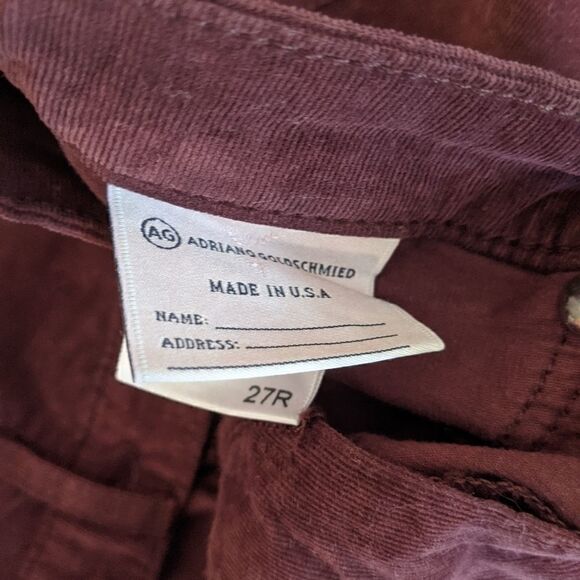 AG ADRIANO GOLDSCHMIED
MADE IN U.S.A
NAME:
ADDRESS:
27R